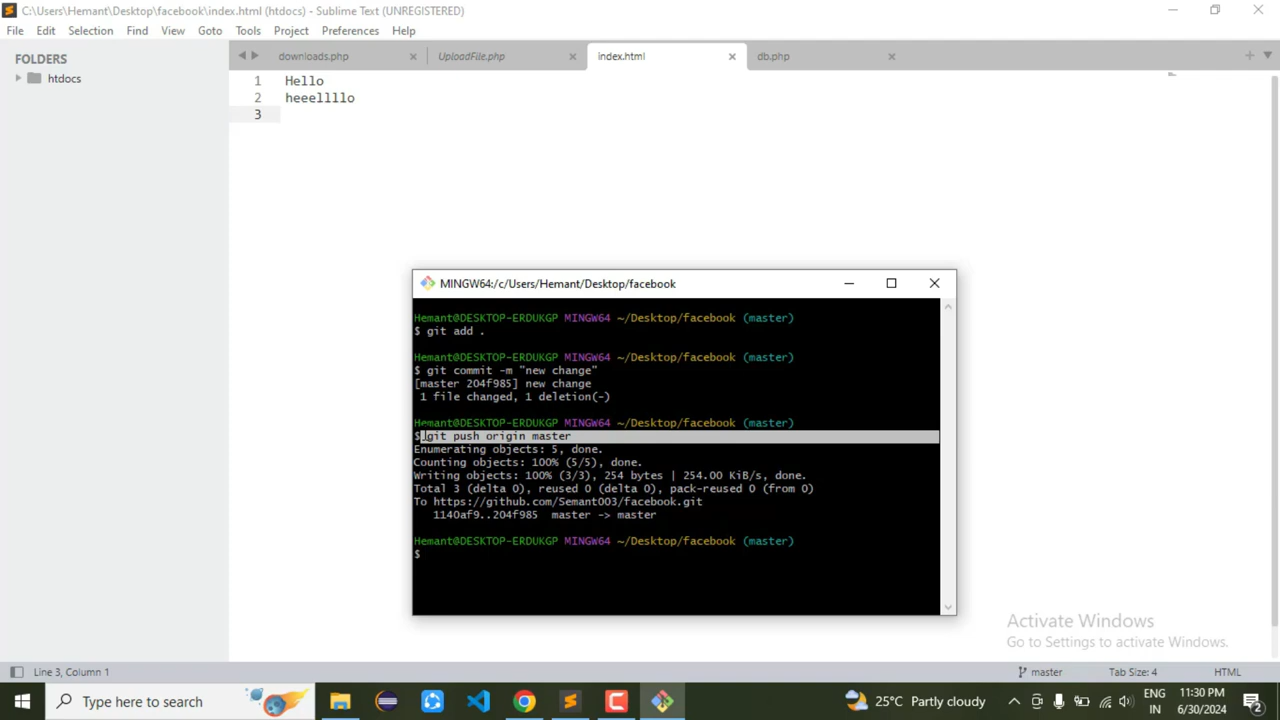 C:\Users\Hemant\Desktop\facebook\index.html (htdocs) - Sublime Text (UNREGISTERED)
File Edit Selection Find View Goto Tools Project Preferences Help
FOLDERS
htdocs
downloads.php UploadFile.php index.html db.php
1 Hello
2 heeellllo
3
MINGW64:/c/Users/Hemant/Desktop/facebook
Hemant@DESKTOP-ERDUKGP MINGW64 ~/Desktop/facebook (master)
$ git add .
Hemant@DESKTOP-ERDUKGP MINGW64 ~/Desktop/facebook (master)
$ git commit -m "new change"
[master 204f985] new change
1 file changed, 1 deletion(-)
Hemant@DESKTOP-ERDUKGP MINGW64 ~/Desktop/facebook (master)
$ git push origin master
Enumerating objects: 5, done.
Counting objects: 100% (5/5), done.
Writing objects: 100% (3/3), 254 bytes | 254.00 KiB/s, done.
Total 3 (delta 0), reused 0 (delta 0), pack-reused 0 (from 0)
To https://github.com/Semant003/facebook.git
1140af9..204f985 master -> master
Hemant@DESKTOP-ERDUKGP MINGW64 ~/Desktop/facebook (master)
$
Activate Windows
Go to Settings to activate Windows.
Line 3, Column 1 master Tab Size: 4 HTML
Type here to search 25°C Partly cloudy ENG IN 11:30 PM 6/30/2024 2